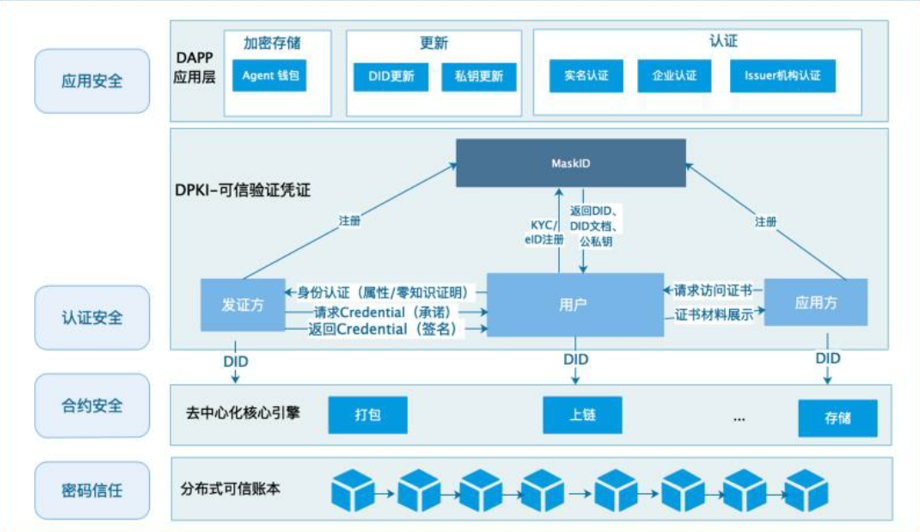 应用安全
DAPP
应用层
加密存储
Agent 钱包
更新
DID更新
私钥更新
认证
实名认证
企业认证
Issuer机构认证
DPKI-可信验证凭证
MaskID
注册
KYC/
eID注册
返回DID、
DID文档、
公私钥
注册
认证安全
发证方
身份认证（属性/零知识证明）
请求Credential（承诺）
返回Credential（签名）
用户
请求访问证书
证书材料展示
应用方
DID
DID
DID
合约安全
去中心化核心引擎
打包
上链
...
存储
密码信任
分布式可信账本